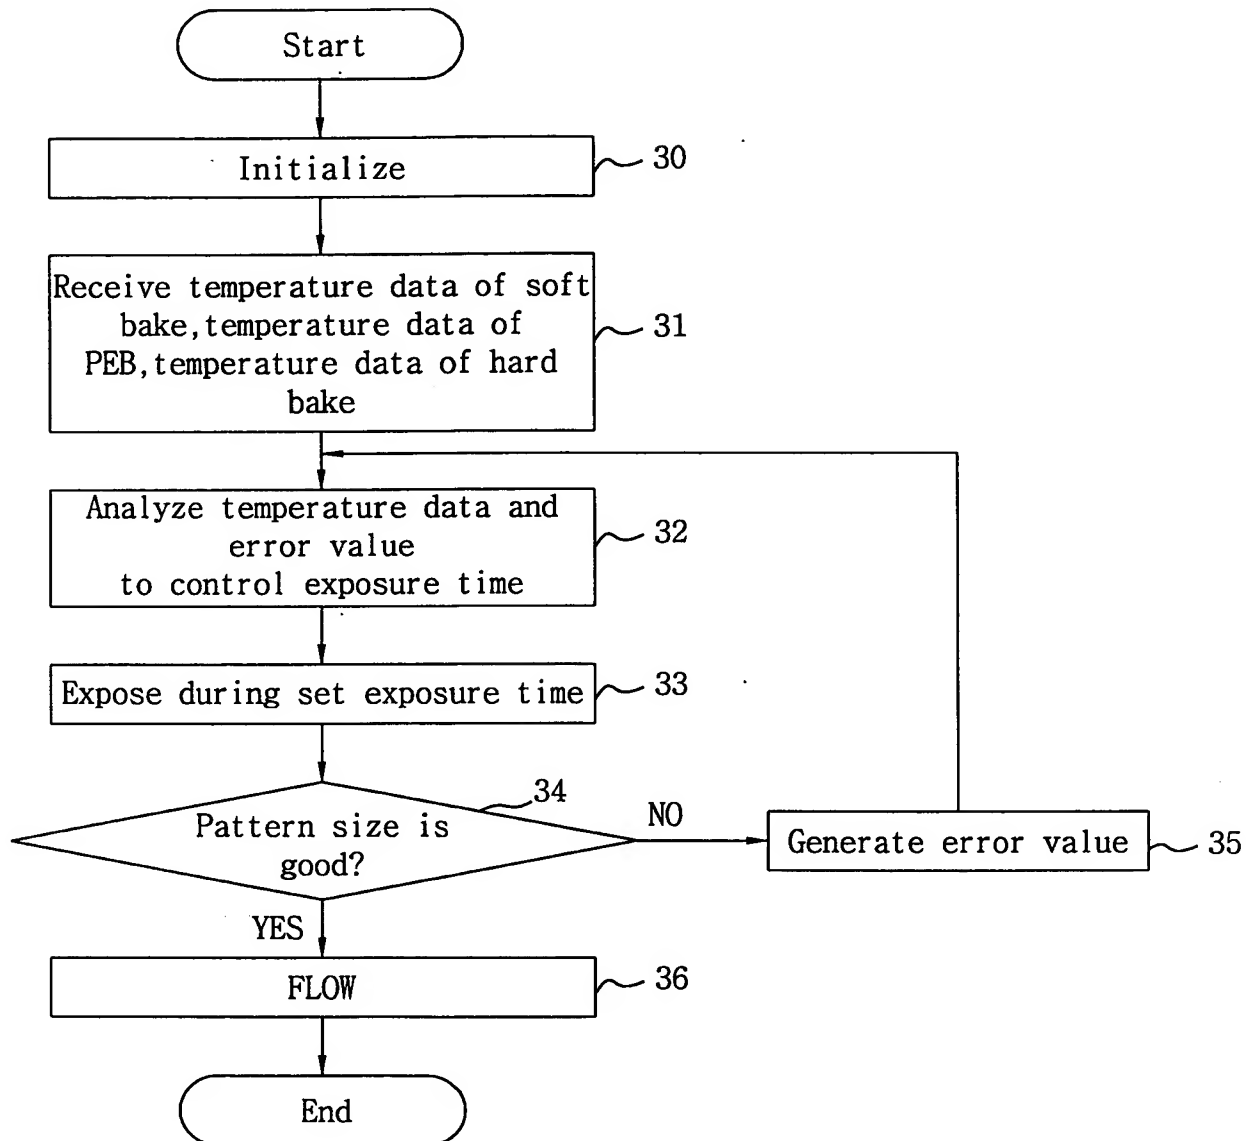 Start
Initialize
30
Receive temperature data of soft
bake,temperature data of
PEB,temperature data of hard
bake
31
Analyze temperature data and
error value
to control exposure time
32
Expose during set exposure time
33
34
Pattern size is
good?
NO
Generate error value
35
YES
FLOW
36
End